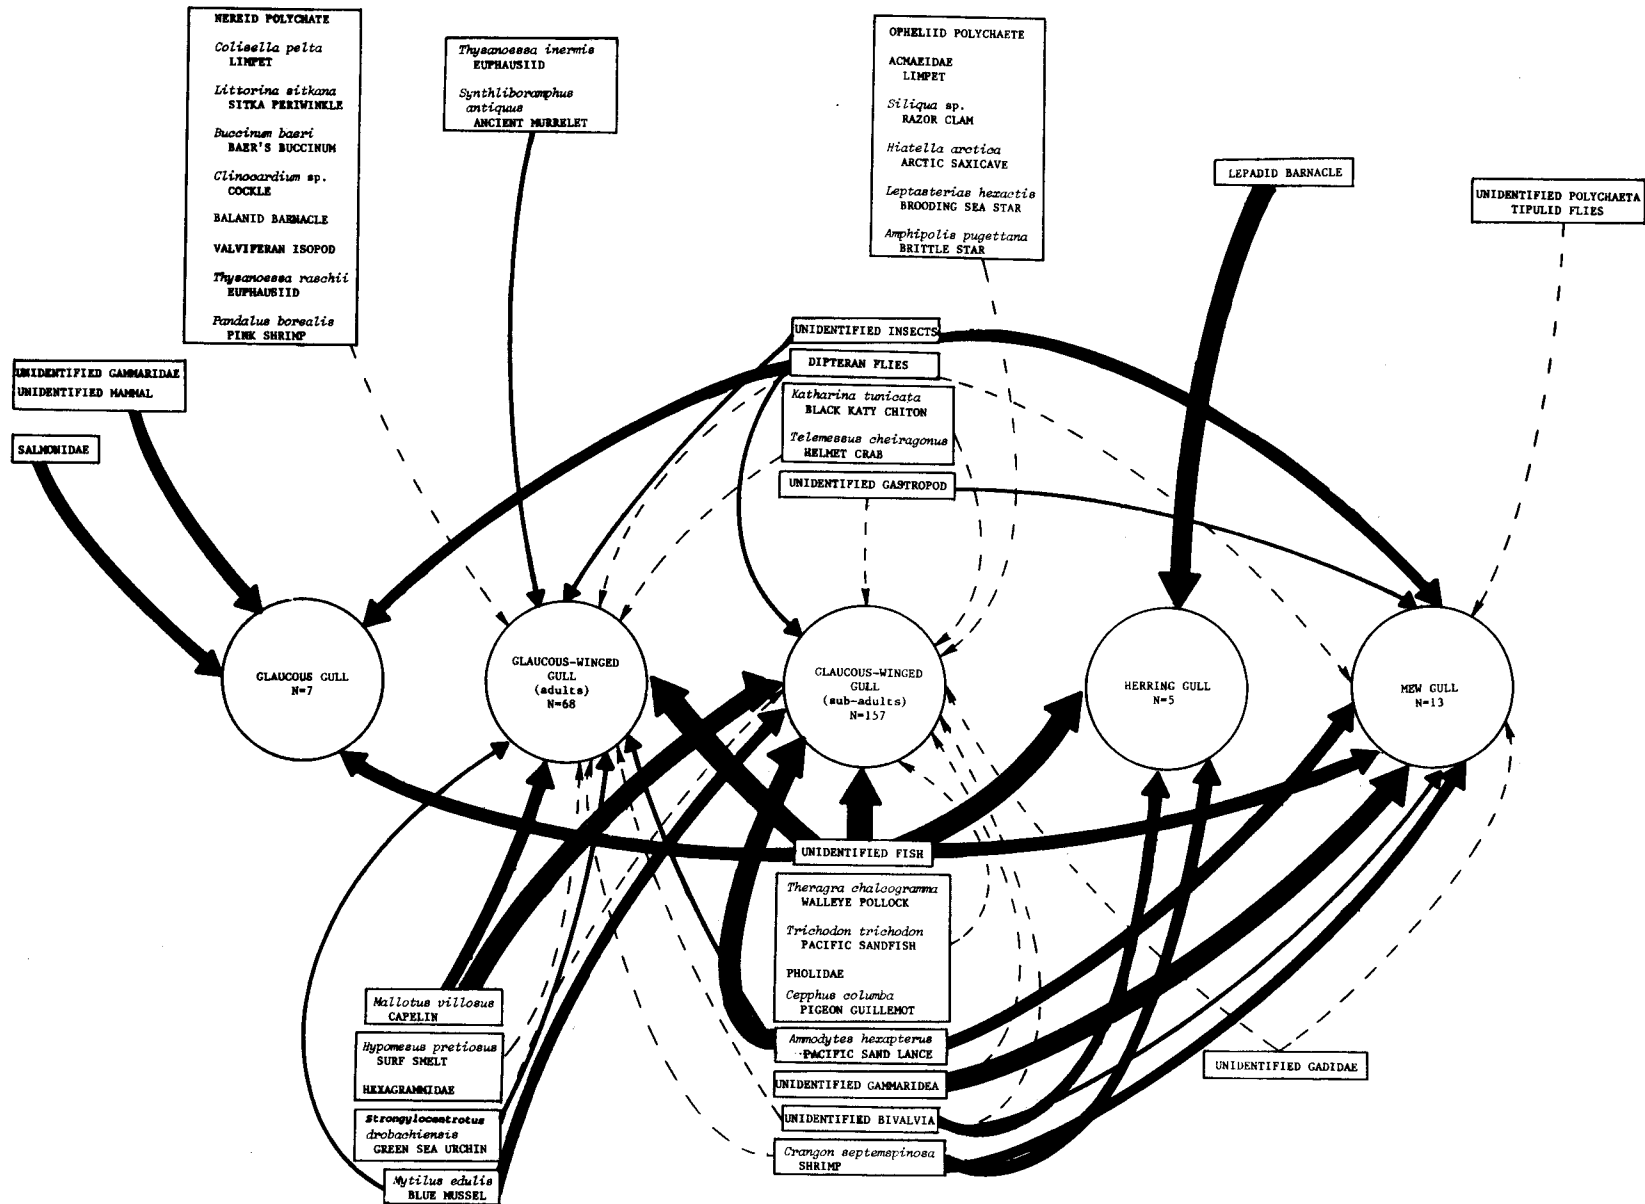 NEREID POLYCHATE
Colisella pelta
LIMPET
Littorina sitkana
SITKA PERIWINKLE
Buccinum baeri
BAER'S BUCCINUM
Clinocardium sp.
COCKLE
BALANID BARNACLE
VALVIFERAN ISOPOD
Thysanoessa raschii
EUPHAUSIID
Pandalus borealis
PINK SHRIMP
Thysanoessa inermis
EUPHAUSIID
Synthliboramphus
antiquus
ANCIENT MURRELET
OPHELIID POLYCHAETE
ACMAEIDAE
LIMPET
Siliqua sp.
RAZOR CLAM
Hiatella arctica
ARCTIC SAXICAVE
Leptasterias hexactis
BROODING SEA STAR
Amphipolis pugettana
BRITTLE STAR
LEPADID BARNACLE
UNIDENTIFIED POLYCHAETA
TIPULID FLIES
UNIDENTIFIED GAMMARIDAE
UNIDENTIFIED MAMMAL
SALMONIDAE
UNIDENTIFIED INSECTS
DIPTERAN FLIES
Katharina tunicata
BLACK KATY CHITON
Telemessus cheiragonus
HELMET CRAB
UNIDENTIFIED GASTROPOD
GLAUCOUS GULL
N=7
GLAUCOUS-WINGED
GULL
(adults)
N=68
GLAUCOUS-WINGED
GULL
(sub-adults)
N=157
HERRING GULL
N=5
MEW GULL
N=13
UNIDENTIFIED FISH
Theragra chalcogramma
WALLEYE POLLOCK
Trichodon trichodon
PACIFIC SANDFISH
PHOLIDAE
Cepphus columba
PIGEON GUILLEMOT
Ammodytes hexapterus
PACIFIC SAND LANCE
UNIDENTIFIED GAMMARIDEA
UNIDENTIFIED BIVALVIA
Crangon septemspinosa
SHRIMP
UNIDENTIFIED GADIDAE
Mallotus villosus
CAPELIN
Hypomesus pretiosus
SURF SMELT
HEXAGRAMMIDAE
Strongylocentrotus
drobachiensis
GREEN SEA URCHIN
Mytilus edulis
BLUE MUSSEL